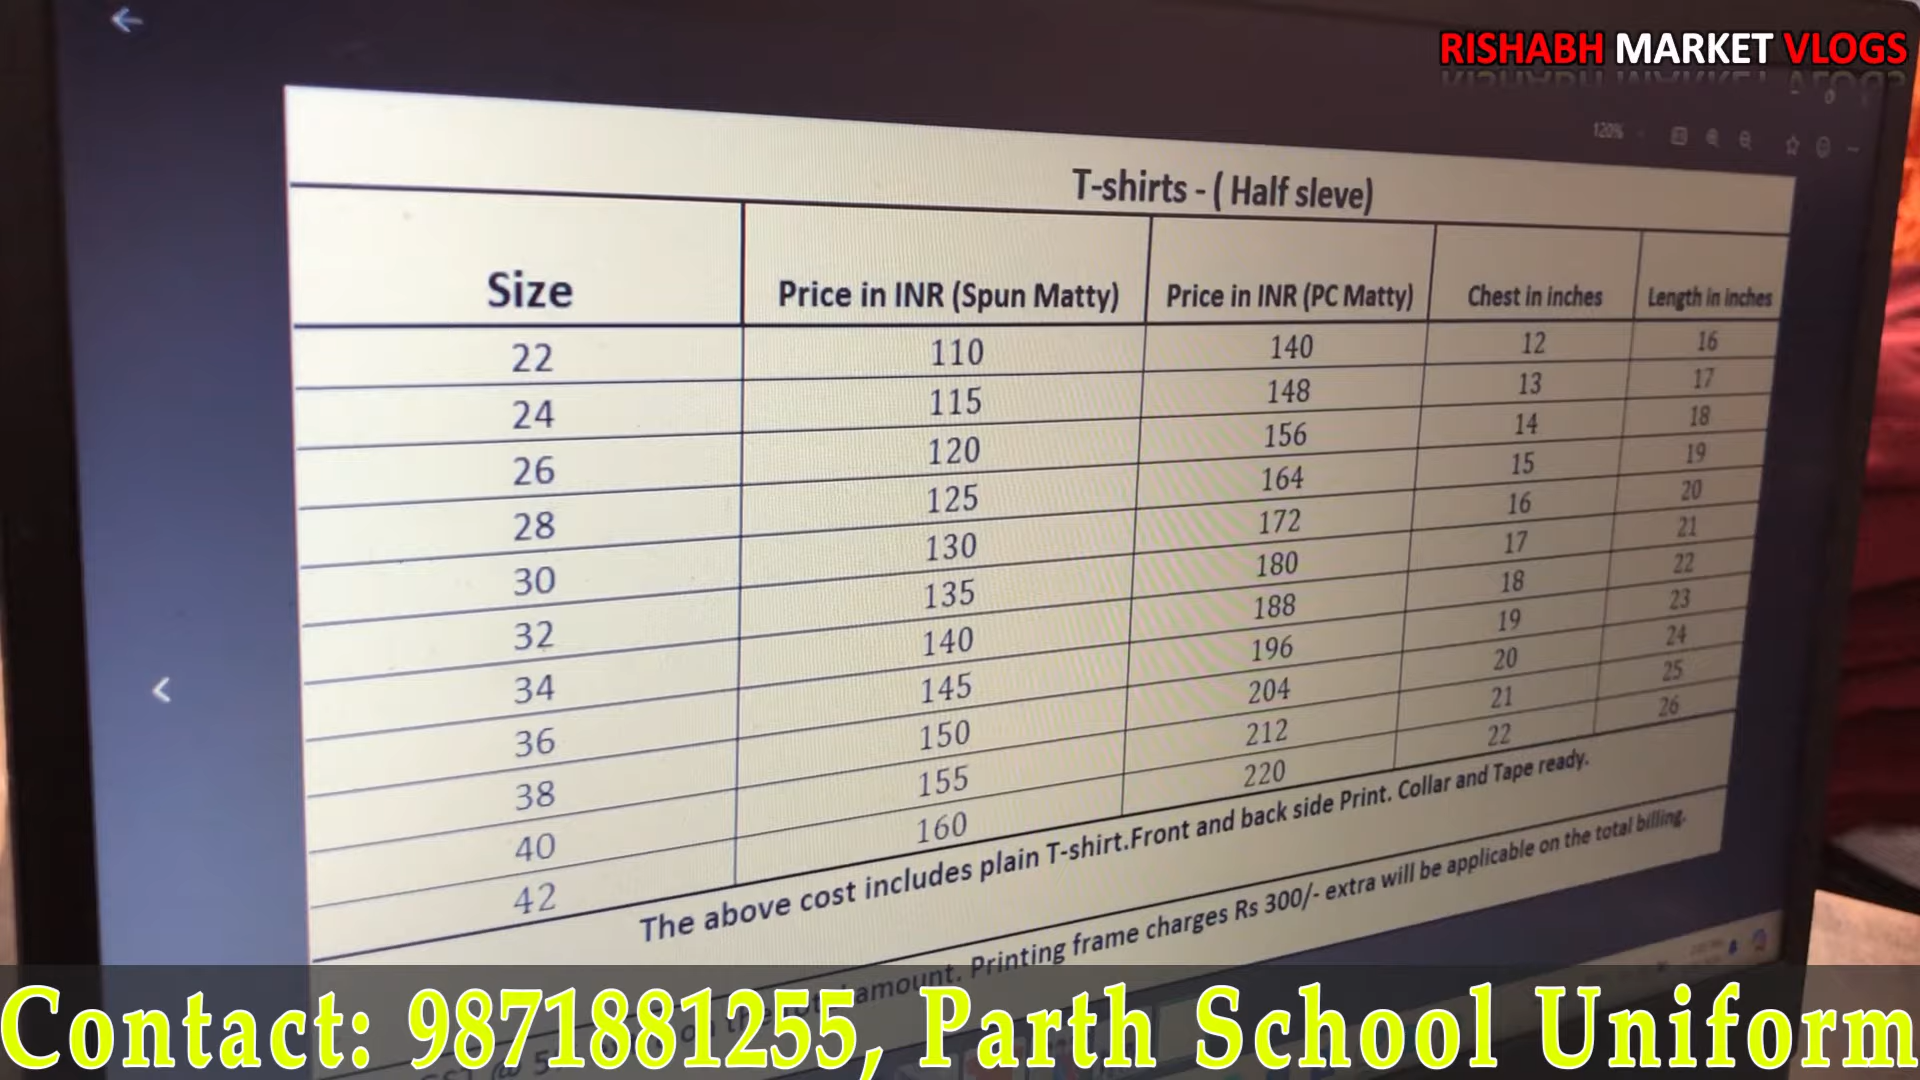 RISHABH MARKET VLOGS
120%
T-shirts - ( Half sleve)
Size Price in INR (Spun Matty) Price in INR (PC Matty) Chest in inches Length in inches
22 110 140 12 16
24 115 148 13 17
26 120 156 14 18
28 125 164 15 19
30 130 172 16 20
32 135 180 17 21
34 140 188 18 22
36 145 196 19 23
38 150 204 20 24
40 155 212 21 25
42 160 220 22 26
The above cost includes plain T-shirt.Front and back side Print. Collar and Tape ready.
amount. Printing frame charges Rs 300/- extra will be applicable on the total billing.
Contact: 9871881255, Parth School Uniform